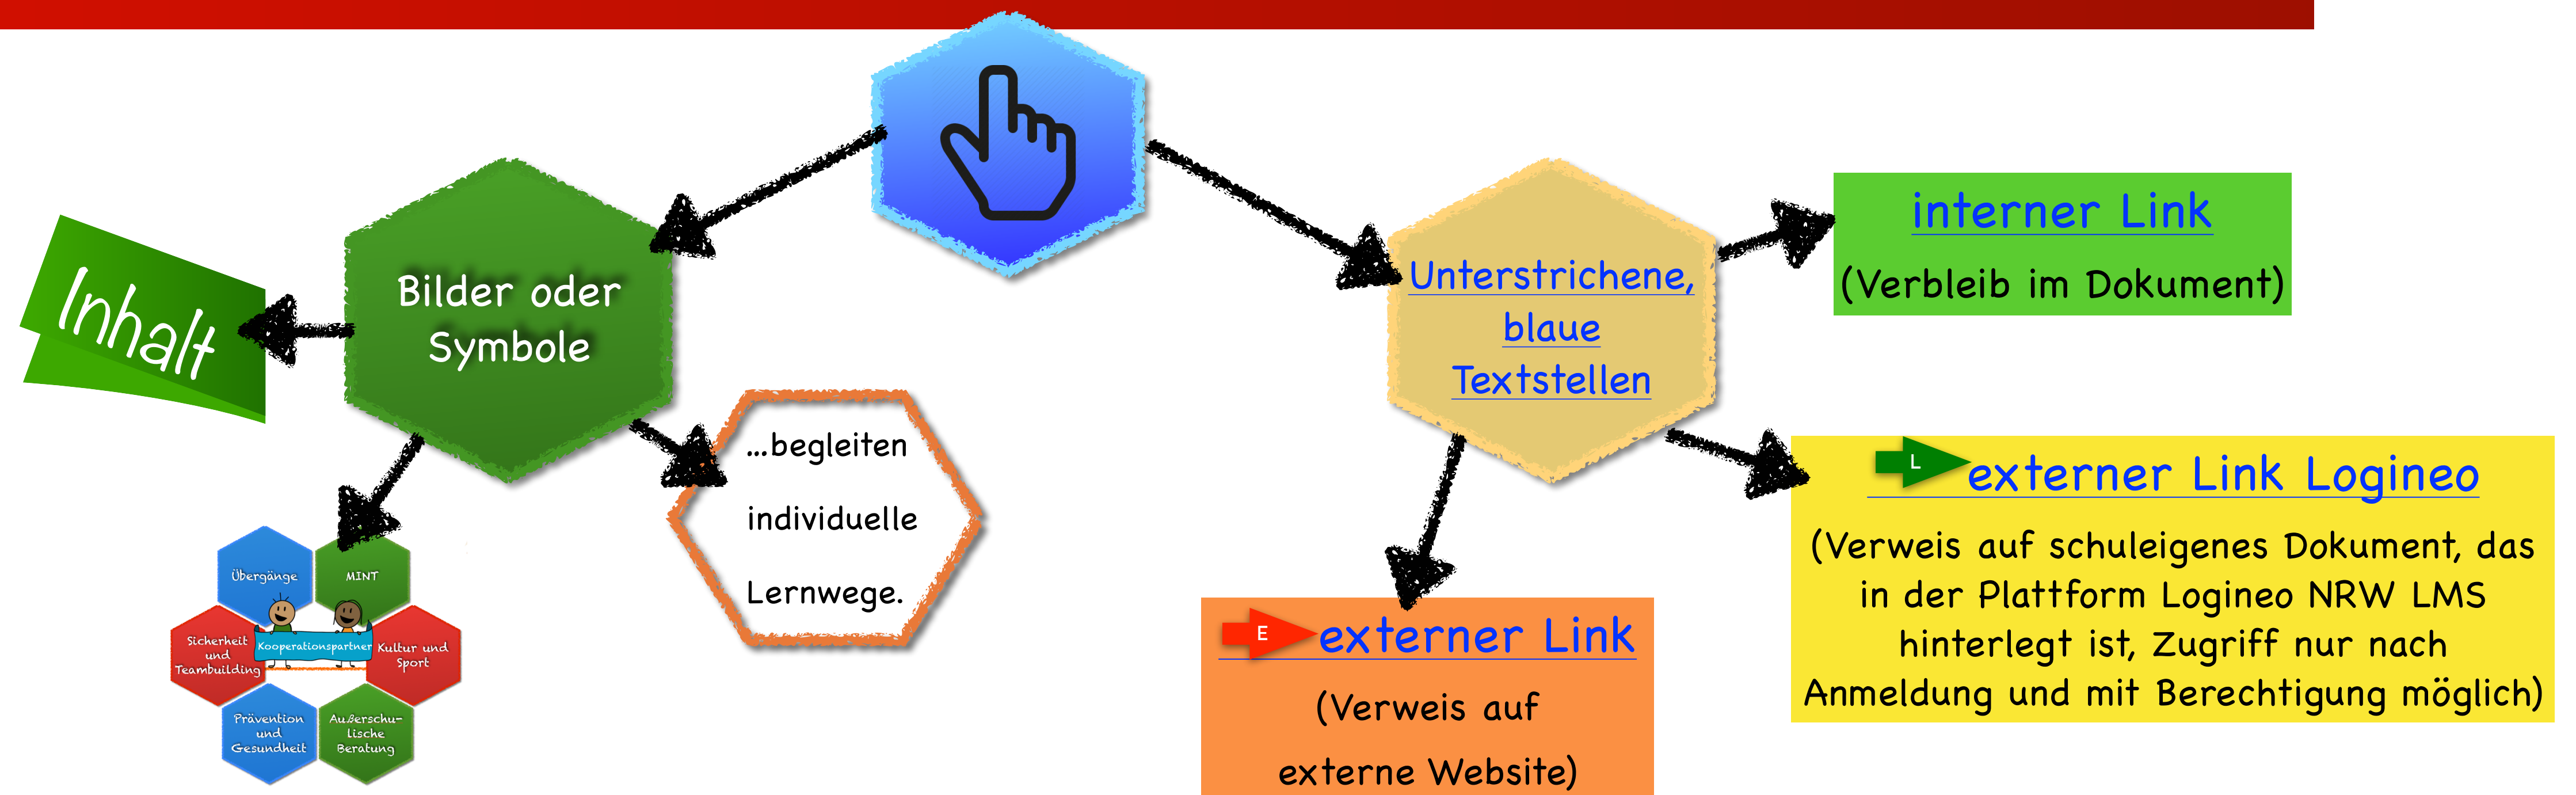 Inhalt
Bilder oder
Symbole
...begleiten
individuelle
Lernwege.
Übergänge
MINT
Sicherheit
und
Teambuilding
Kooperationspartner
Kultur und
Sport
Prävention
und
Gesundheit
Außerschu-
lische
Beratung
Unterstrichene,
blaue
Textstellen
interner Link
(Verbleib im Dokument)
E externer Link
(Verweis auf
externe Website)
L externer Link Logineo
(Verweis auf schuleigenes Dokument, das
in der Plattform Logineo NRW LMS
hinterlegt ist, Zugriff nur nach
Anmeldung und mit Berechtigung möglich)